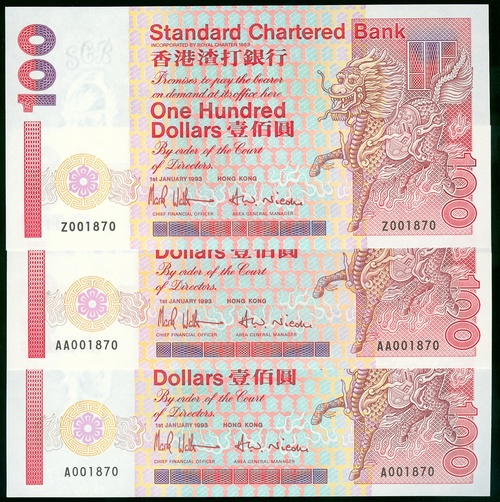 100
Standard Chartered Bank
INCORPORATED BY ROYAL CHARTER 1853
香港渣打銀行
Promises to pay the bearer
on demand at its office here
One Hundred
Dollars 壹佰圓
By order of the Court
of Directors.
1st JANUARY 1993 HONG KONG
CHIEF FINANCIAL OFFICER AREA GENERAL MANAGER
100
Z001870 Z001870
Dollars 壹佰圓
By order of the Court
of Directors.
1st JANUARY 1993 HONG KONG
CHIEF FINANCIAL OFFICER AREA GENERAL MANAGER
100
AA001870 AA001870
Dollars 壹佰圓
By order of the Court
of Directors.
1st JANUARY 1993 HONG KONG
CHIEF FINANCIAL OFFICER AREA GENERAL MANAGER
100
A001870 A001870